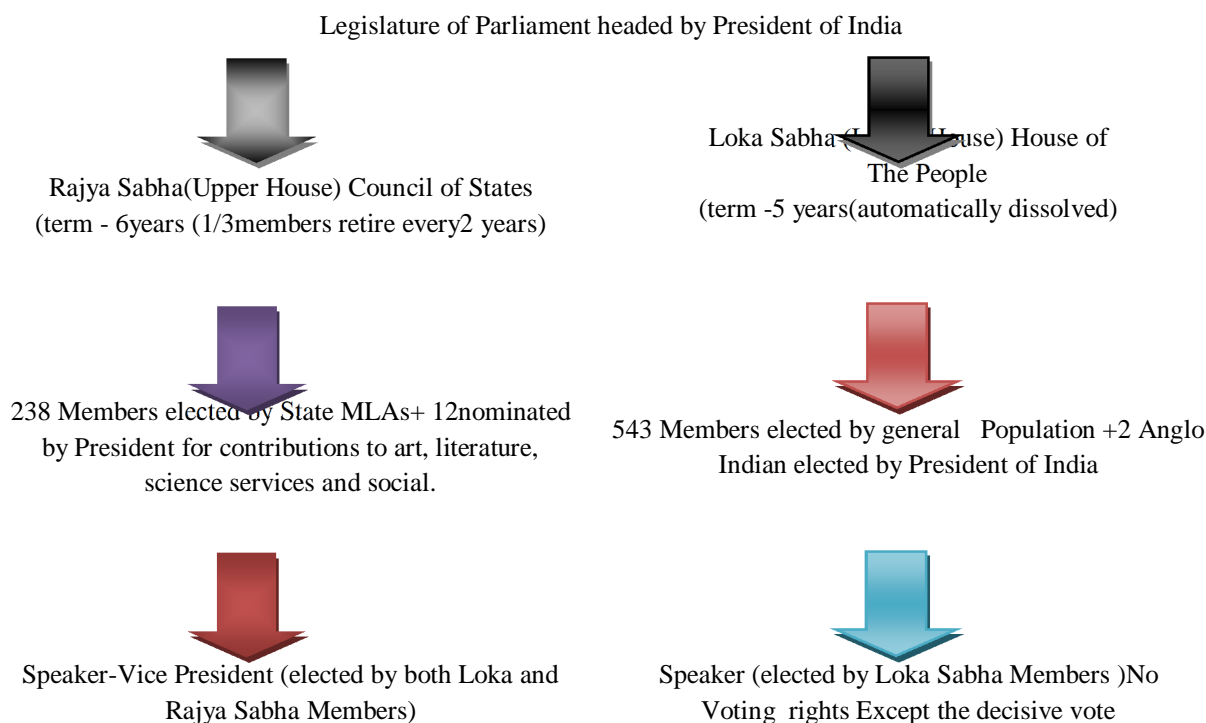 Legislature of Parliament headed by President of India
Rajya Sabha(Upper House) Council of States
(term - 6years (1/3members retire every2 years)
Loka Sabha ( House) House of
The People
(term -5 years(automatically dissolved)
238 Members elected by State MLAs+ 12nominated
by President for contributions to art, literature,
science services and social.
543 Members elected by general Population +2 Anglo
Indian elected by President of India
Speaker-Vice President (elected by both Loka and
Rajya Sabha Members)
Speaker (elected by Loka Sabha Members )No
Voting rights Except the decisive vote